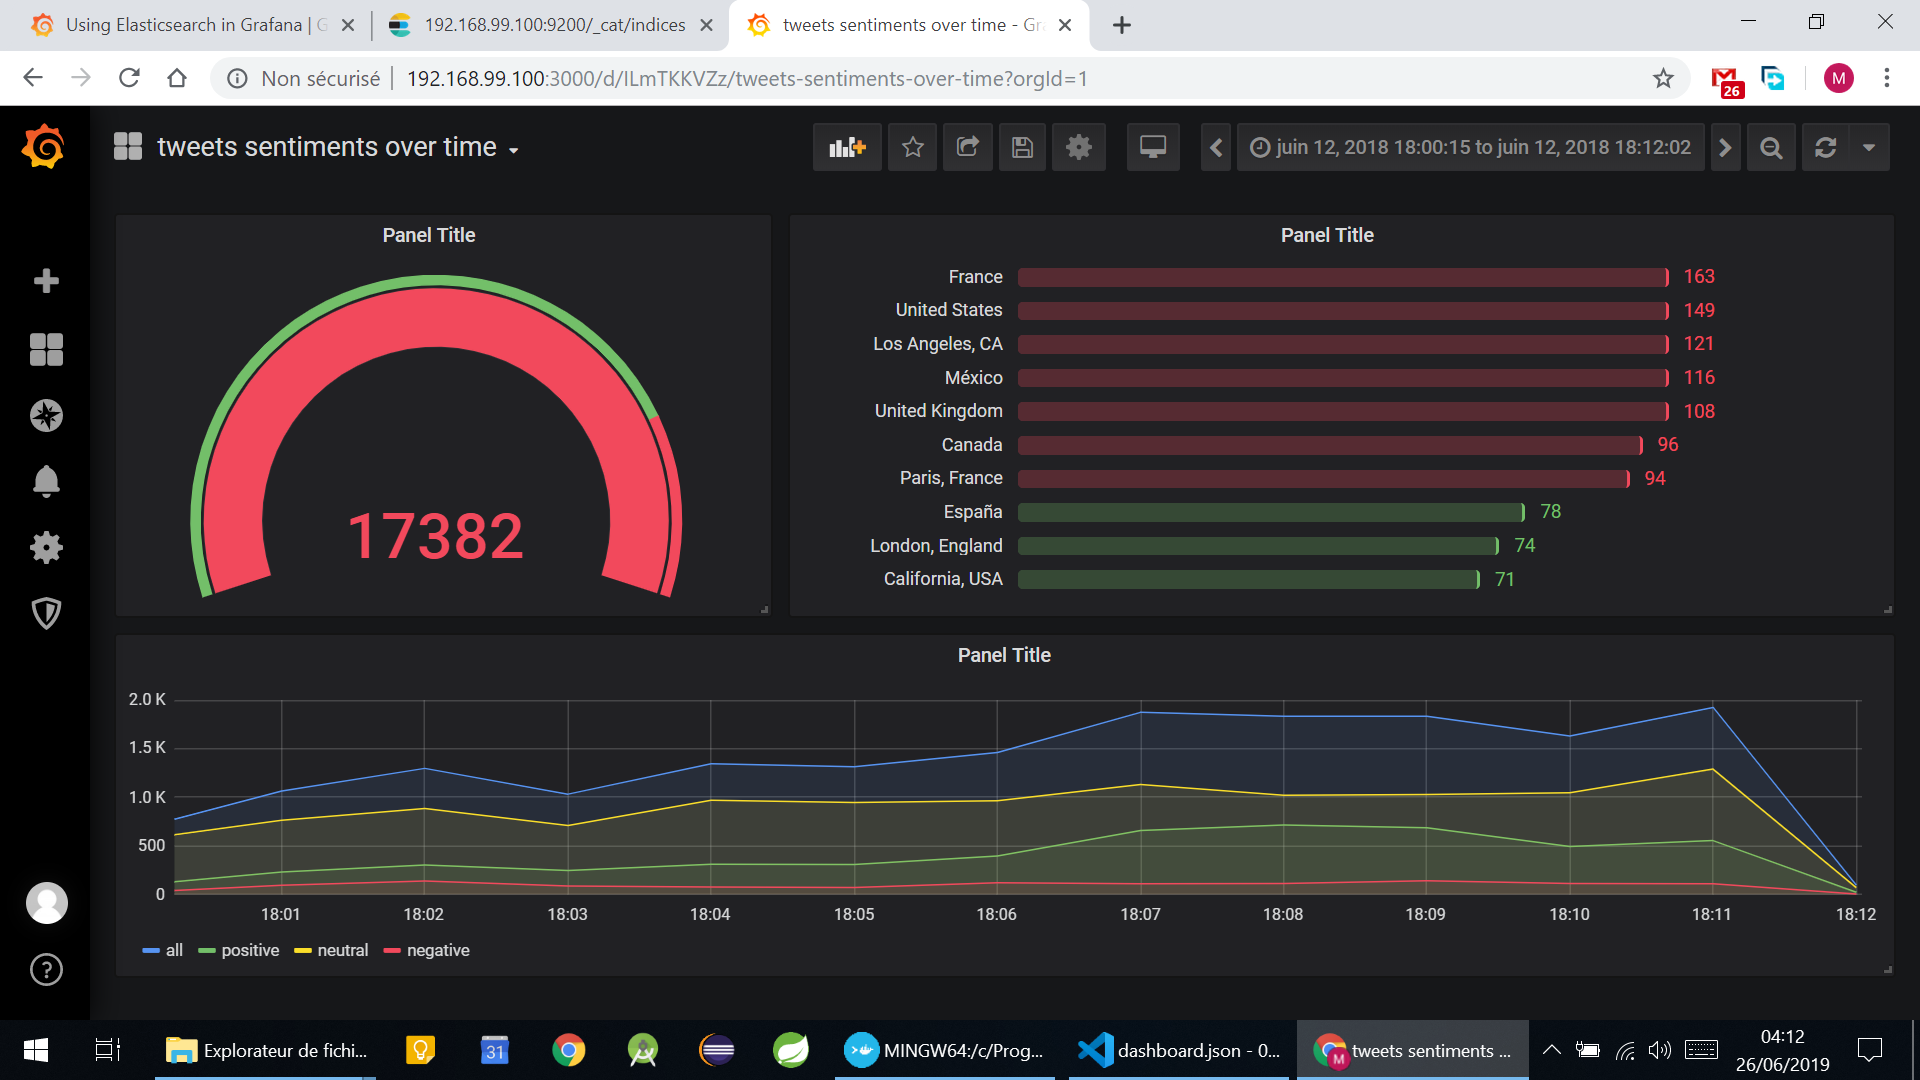 Using Elasticsearch in Grafana | G
192.168.99.100:9200/_cat/indices
tweets sentiments over time - Gr
Non sécurisé
192.168.99.100:3000/d/ILmTKKVZz/tweets-sentiments-over-time?orgId=1
26
M
tweets sentiments over time
juin 12, 2018 18:00:15 to juin 12, 2018 18:12:02
Panel Title
17382
Panel Title
France 163
United States 149
Los Angeles, CA 121
México 116
United Kingdom 108
Canada 96
Paris, France 94
España 78
London, England 74
California, USA 71
Panel Title
2.0 K
1.5 K
1.0 K
500
0
18:01 18:02 18:03 18:04 18:05 18:06 18:07 18:08 18:09 18:10 18:11 18:12
all positive neutral negative
?
Explorateur de fichi...
31
MINGW64:/c/Prog...
dashboard.json - 0...
M
tweets sentiments ...
04:12
26/06/2019